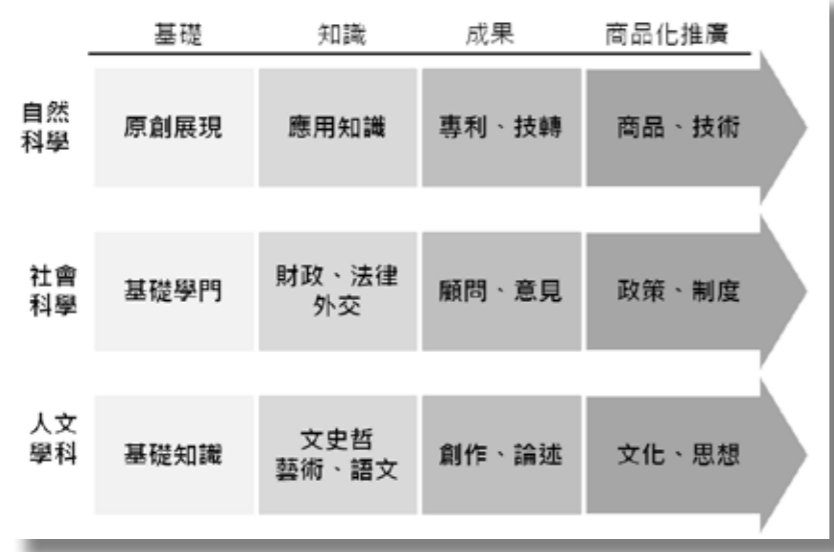 基礎 知識 成果 商品化推廣
自然
科學
原創展現 應用知識 專利、技轉 商品、技術
社會
科學
基礎學門
財政、法律
外交
顧問、意見 政策、制度
人文
學科
基礎知識
文史哲
藝術、語文
創作、論述 文化、思想